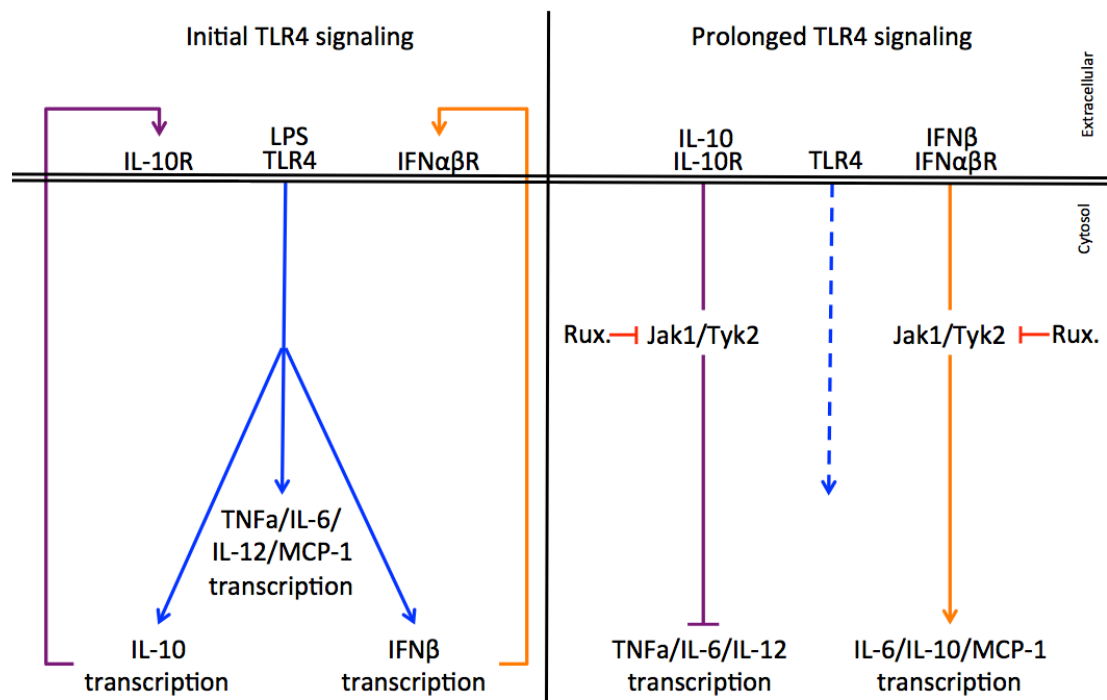 Initial TLR4 signaling
IL-10R
LPS
TLR4
IFNαβR
TNFa/IL-6/
IL-12/MCP-1
transcription
IL-10
transcription
IFNβ
transcription
Prolonged TLR4 signaling
Extracellular
IL-10
IL-10R
TLR4
IFNβ
IFNαβR
Cytosol
Rux.
Jak1/Tyk2
Jak1/Tyk2
Rux.
TNFa/IL-6/IL-12
transcription
IL-6/IL-10/MCP-1
transcription